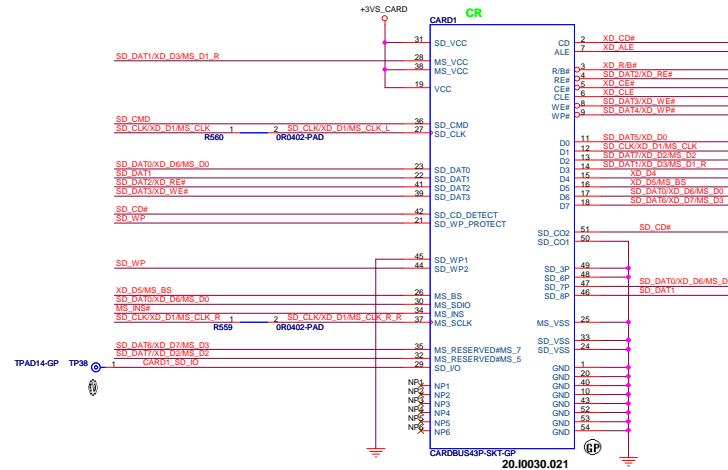 +3VS_CARD
CR
CARD1
31 SD_VCC
SD_DAT1/XD_D3/MS_D1_R 28 MS_VCC
38 MS_VCC
19 VCC
SD_CMD 36 SD_CMD
SD_CLK/XD_D1/MS_CLK 1 2 SD_CLK/XD_D1/MS_CLK_L 27 SD_CLK
R560 0R0402-PAD
SD_DAT0/XD_D6/MS_D0 23 SD_DAT0
SD_DAT1 22 SD_DAT1
SD_DAT2/XD_RE# 41 SD_DAT2
SD_DAT3/XD_WE# 39 SD_DAT3
SD_CD# 42 SD_CD_DETECT
SD_WP 21 SD_WP_PROTECT
45 SD_WP1
SD_WP 44 SD_WP2
XD_D5/MS_BS 26 MS_BS
SD_DAT0/XD_D6/MS_D0 30 MS_SDIO
MS_INS# 34 MS_INS
SD_CLK/XD_D1/MS_CLK_R 1 2 SD_CLK/XD_D1/MS_CLK_R_R 37 MS_SCLK
R559 0R0402-PAD
SD_DAT6/XD_D7/MS_D3 35 MS_RESERVED#MS_7
SD_DAT7/XD_D2/MS_D2 32 MS_RESERVED#MS_5
TPAD14-GP TP38 1 CARD1_SD_IO 29 SD_I/O
NP1 NP1
NP2 NP2
NP3 NP3
NP4 NP4
NP5 NP5
NP6 NP6
CD 2 XD_CD#
ALE 7 XD_ALE
R/B# 3 XD_R/B#
RE# 4 SD_DAT2/XD_RE#
CE# 5 XD_CE#
CLE 6 XD_CLE
WE# 8 SD_DAT3/XD_WE#
WP# 9 SD_DAT4/XD_WP#
D0 11 SD_DAT5/XD_D0
D1 12 SD_CLK/XD_D1/MS_CLK
D2 13 SD_DAT7/XD_D2/MS_D2
D3 14 SD_DAT1/XD_D3/MS_D1_R
D4 15 XD_D4
D5 16 XD_D5/MS_BS
D6 17 SD_DAT0/XD_D6/MS_D0
D7 18 SD_DAT6/XD_D7/MS_D3
SD_CO2 51 SD_CD#
SD_CO1 50
SD_3P 49
SD_6P 48
SD_7P 47 SD_DAT0/XD_D6/MS_D
SD_8P 46 SD_DAT1
MS_VSS 25
SD_VSS 33
SD_VSS 24
GND 1
GND 20
GND 40
GND 10
GND 43
GND 52
GND 53
GND 54
CARDBUS43P-SKT-GP
GP
20.I0030.021